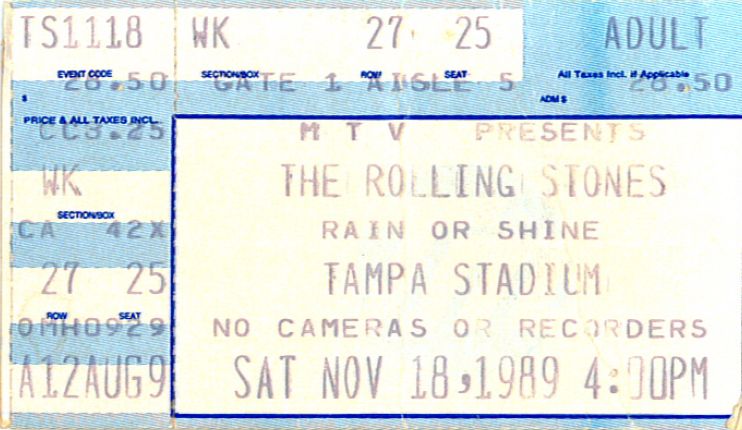 TS1118 WK 27 25 ADULT
EVENT CODE SECTION/BOX ROW SEAT All Taxes Incl. if Applicable
$ 28.50 GATE 1 AISLE 5 ADM $ 28.50
PRICE & ALL TAXES INCL.
CC3.25
WK
SECTION/BOX
CA 42X
27 25
ROW SEAT
0MH0929
A12AUG9
MTV PRESENTS
THE ROLLING STONES
RAIN OR SHINE
TAMPA STADIUM
NO CAMERAS OR RECORDERS
SAT NOV 18,1989 4:00PM